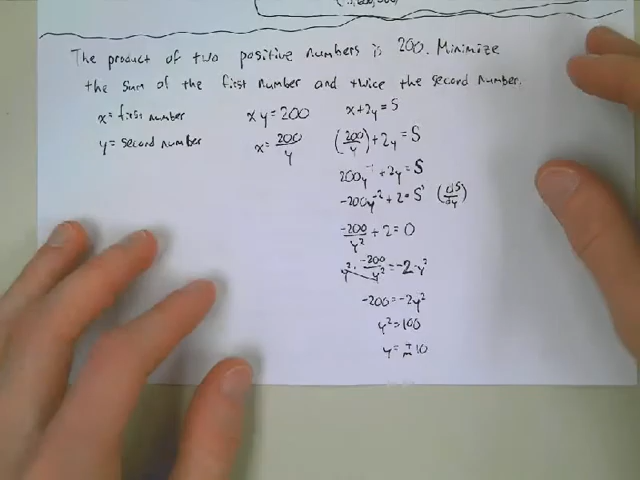 The product of two positive numbers is 200. Minimize
the sum of the first number and twice the second number.
x = first number
y = second number
xy = 200
x = 200/y
x + 2y = S
(200/y) + 2y = S
200y⁻¹ + 2y = S
-200y⁻² + 2 = S' (dS/dy)
-200/y² + 2 = 0
y² · -200/y² = -2 · y²
-200 = -2y²
y² = 100
y = ±10